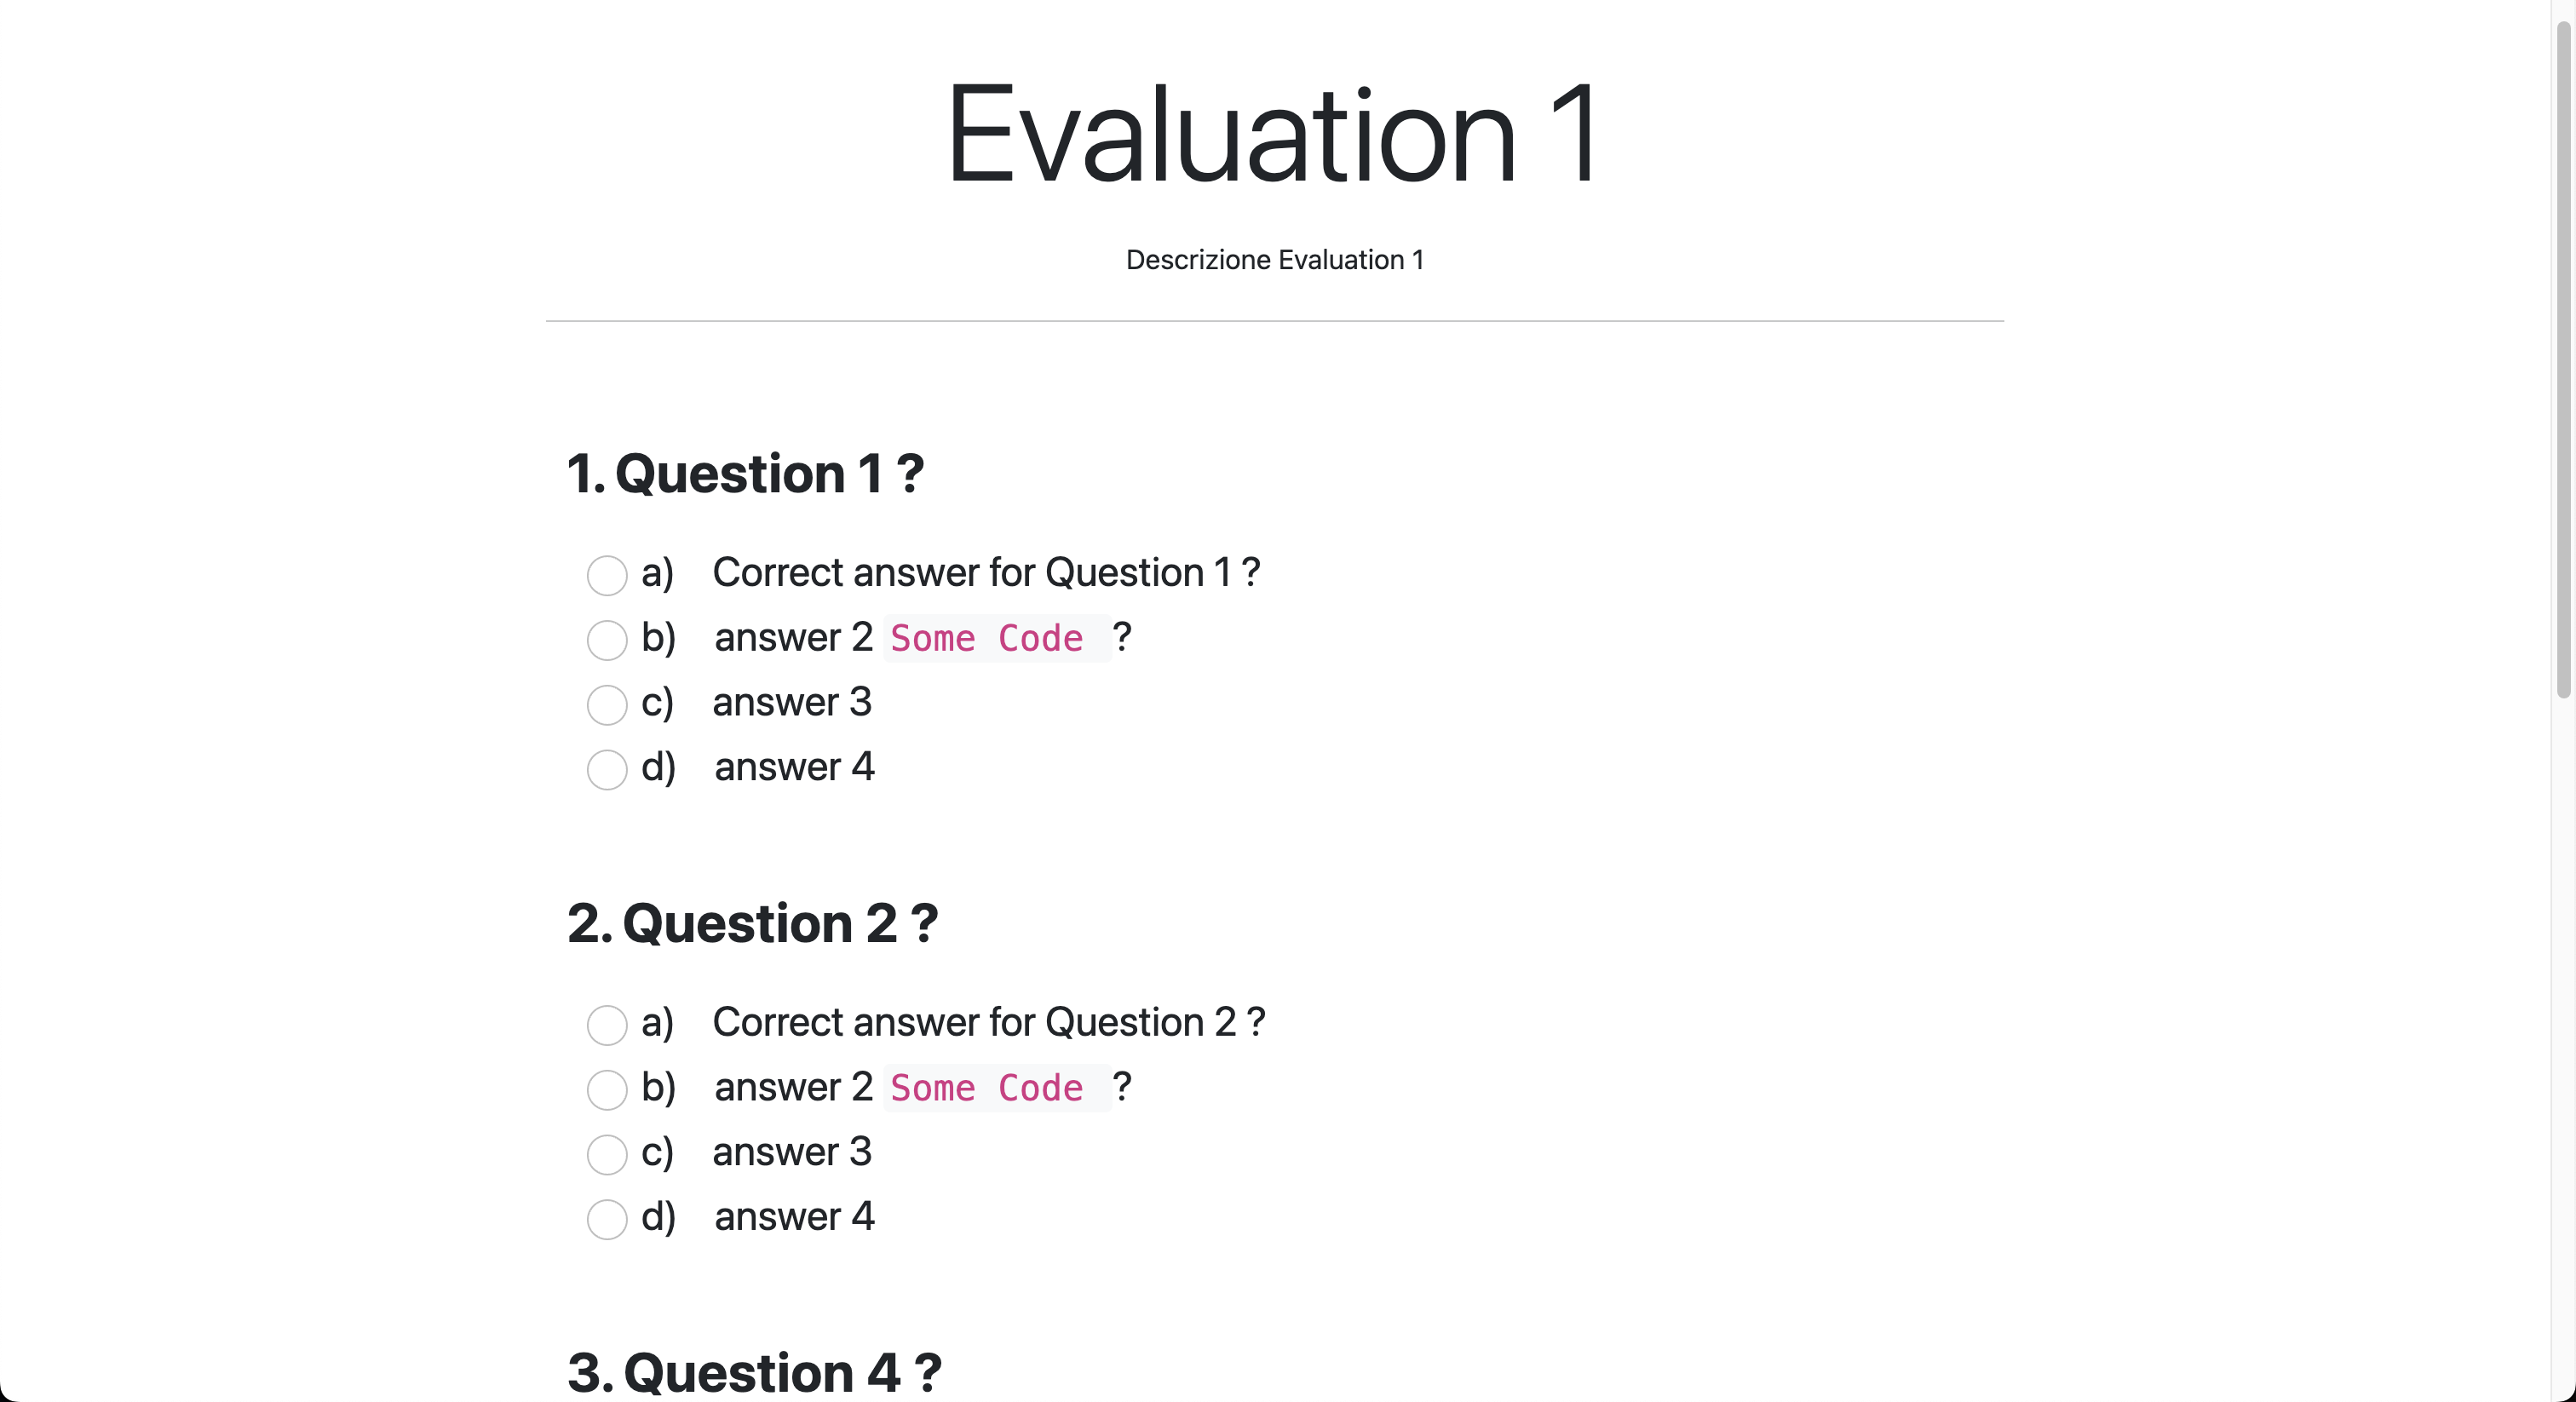 Evaluation 1
Descrizione Evaluation 1
1. Question 1 ?
a) Correct answer for Question 1 ?
b) answer 2 Some Code ?
c) answer 3
d) answer 4
2. Question 2 ?
a) Correct answer for Question 2 ?
b) answer 2 Some Code ?
c) answer 3
d) answer 4
3. Question 4 ?